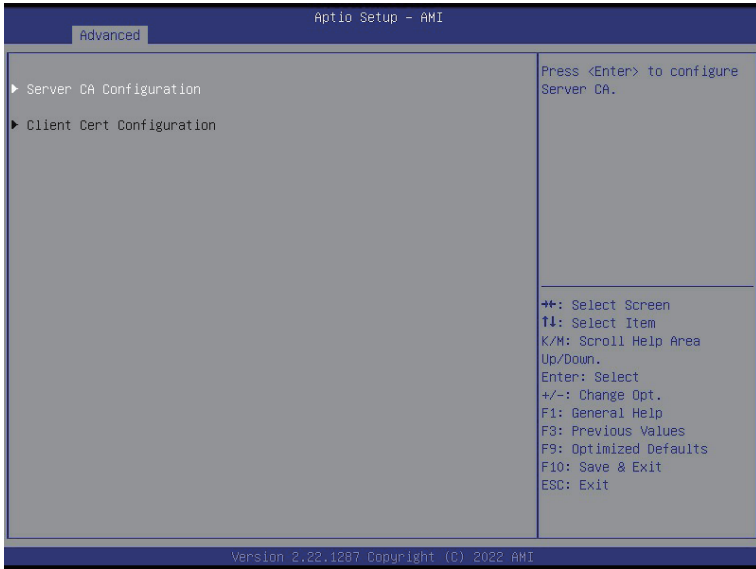 Aptio Setup – AMI
Advanced
Server CA Configuration
Client Cert Configuration
Press <Enter> to configure
Server CA.
→←: Select Screen
↑↓: Select Item
K/M: Scroll Help Area
Up/Down.
Enter: Select
+/-: Change Opt.
F1: General Help
F3: Previous Values
F9: Optimized Defaults
F10: Save & Exit
ESC: Exit
Version 2.22.1287 Copyright (C) 2022 AMI